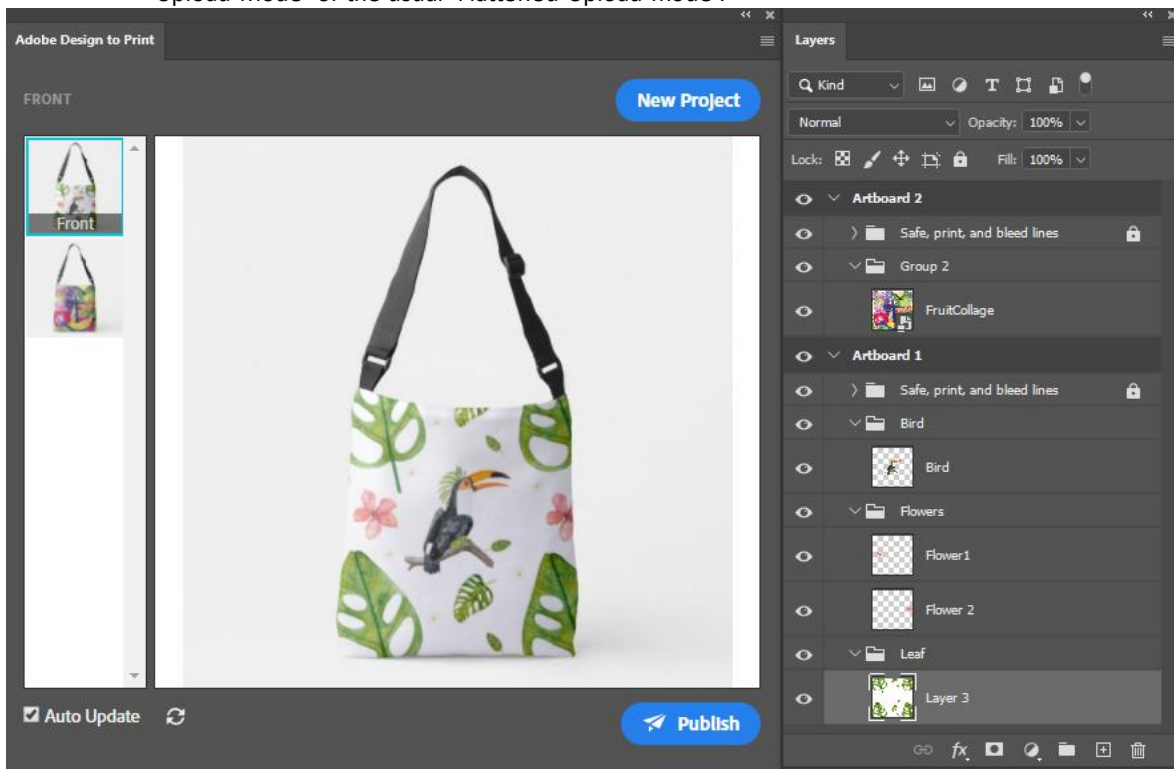 Upload Mode' or the usual 'Flattened Upload Mode'.
Adobe Design to Print
FRONT
New Project
Front
Auto Update
Publish
Layers
Kind
Normal
Opacity: 100%
Lock:
Fill: 100%
Artboard 2
Safe, print, and bleed lines
Group 2
FruitCollage
Artboard 1
Safe, print, and bleed lines
Bird
Bird
Flowers
Flower1
Flower 2
Leaf
Layer 3
fx